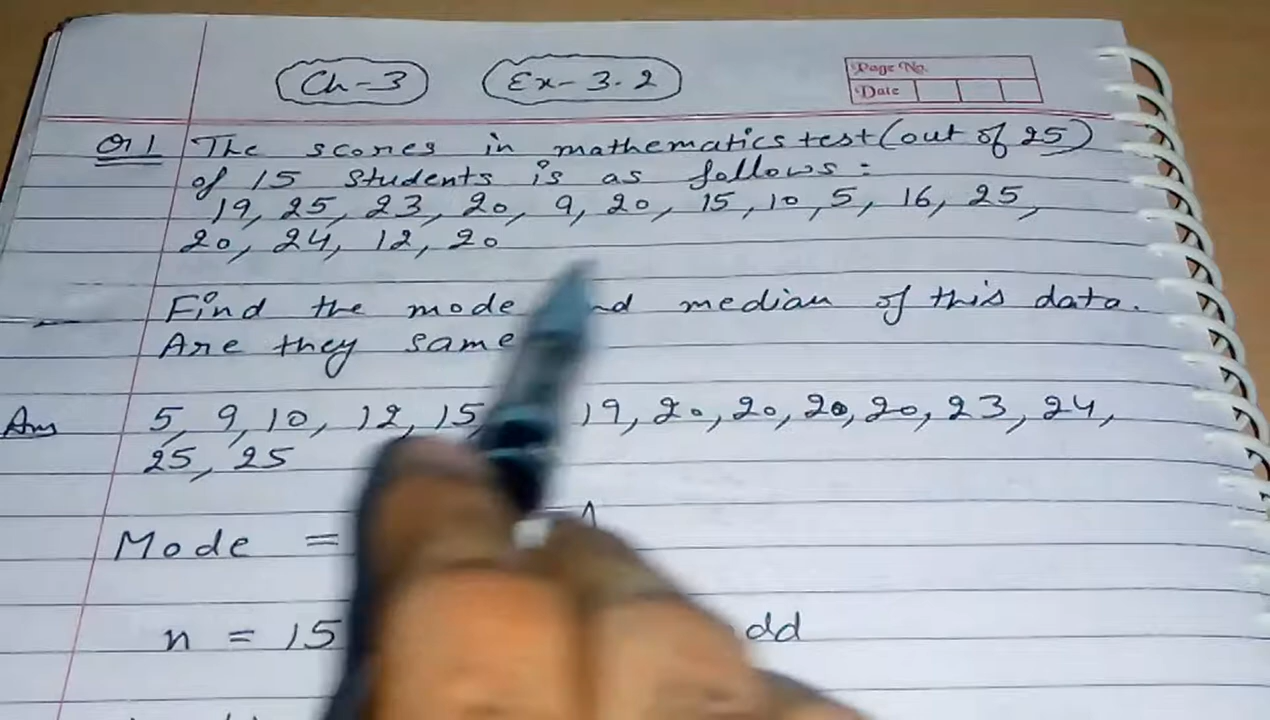 Ch-3 Ex-3.2
Page No.
Date
Q1 The scores in mathematics test (out of 25)
of 15 students is as follows:
19, 25, 23, 20, 9, 20, 15, 10, 5, 16, 25,
20, 24, 12, 20
Find the mode median of this data.
Are they same
Ans 5, 9, 10, 12, 15, 19, 20, 20, 20, 20, 23, 24,
25, 25
Mode =
n = 15